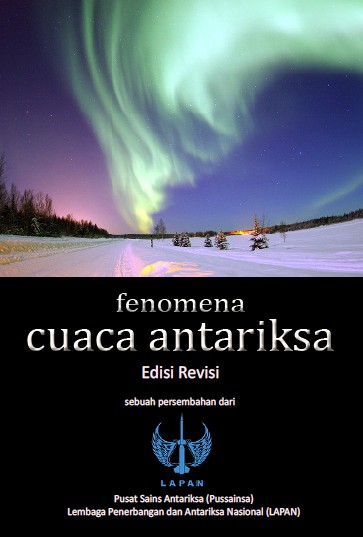 fenomena
cuaca antariksa
Edisi Revisi
sebuah persembahan dari
LAPAN
Pusat Sains Antariksa (Pussainsa)
Lembaga Penerbangan dan Antariksa Nasional (LAPAN)